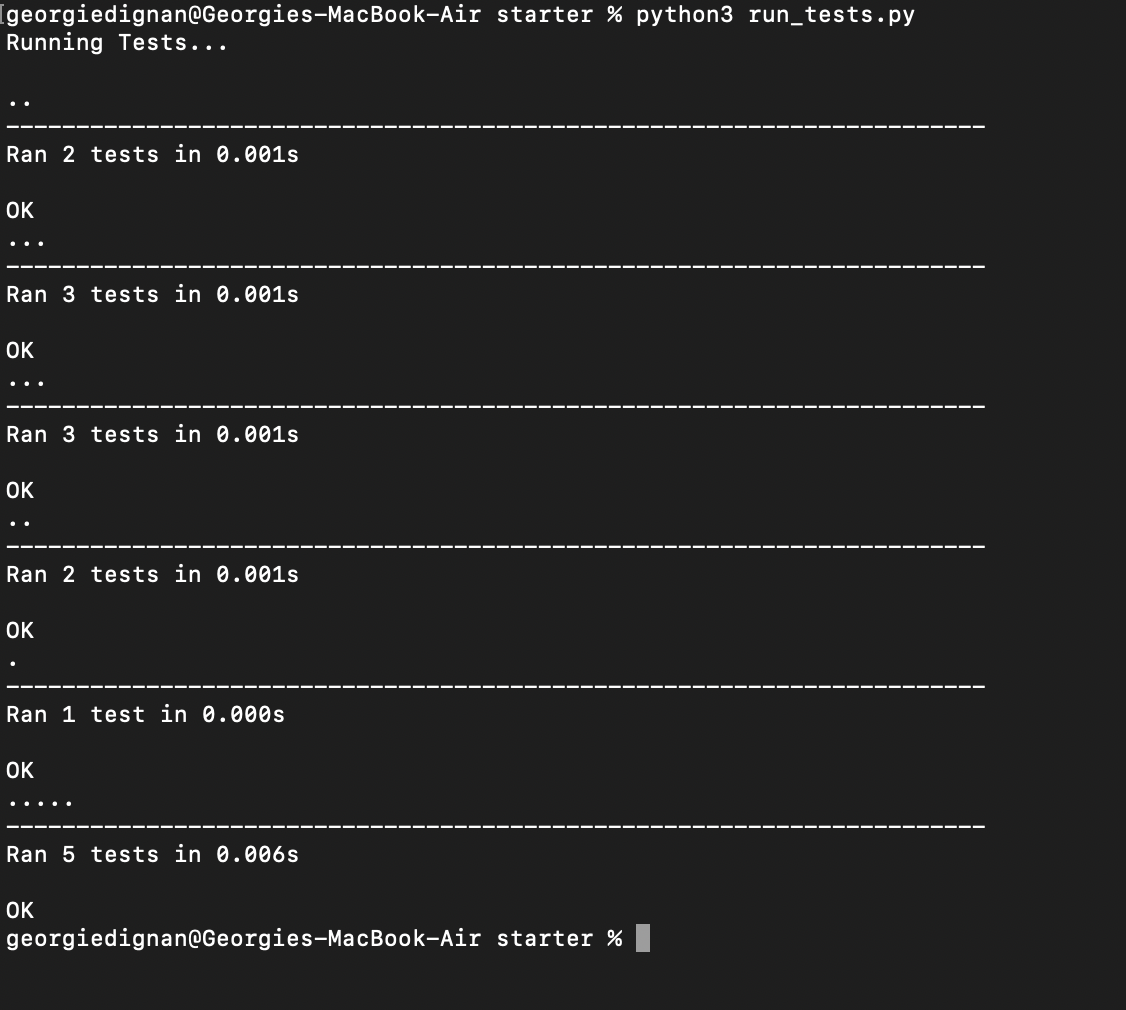 georgiedignan@Georgies-MacBook-Air starter % python3 run_tests.py
Running Tests...
..
----------------------------------------------------------------------
Ran 2 tests in 0.001s
OK
...
----------------------------------------------------------------------
Ran 3 tests in 0.001s
OK
...
----------------------------------------------------------------------
Ran 3 tests in 0.001s
OK
..
----------------------------------------------------------------------
Ran 2 tests in 0.001s
OK
.
----------------------------------------------------------------------
Ran 1 test in 0.000s
OK
.....
----------------------------------------------------------------------
Ran 5 tests in 0.006s
OK
georgiedignan@Georgies-MacBook-Air starter %